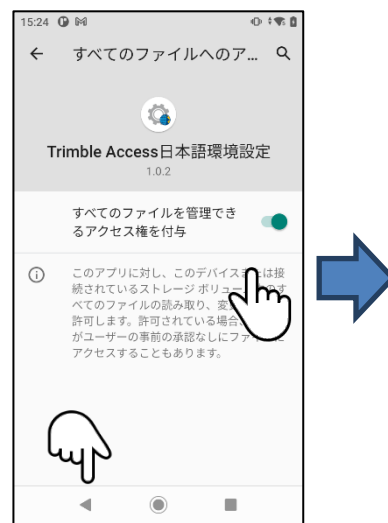 15:24
すべてのファイルへのア...
Trimble Access日本語環境設定
1.0.2
すべてのファイルを管理でき
るアクセス権を付与
このアプリに対し、このデバイスまたは接
続されているストレージ ボリュー のす
べてのファイルの読み取り、変
許可します。許可されている場合
がユーザーの事前の承認なしにファ に
アクセスすることもあります。